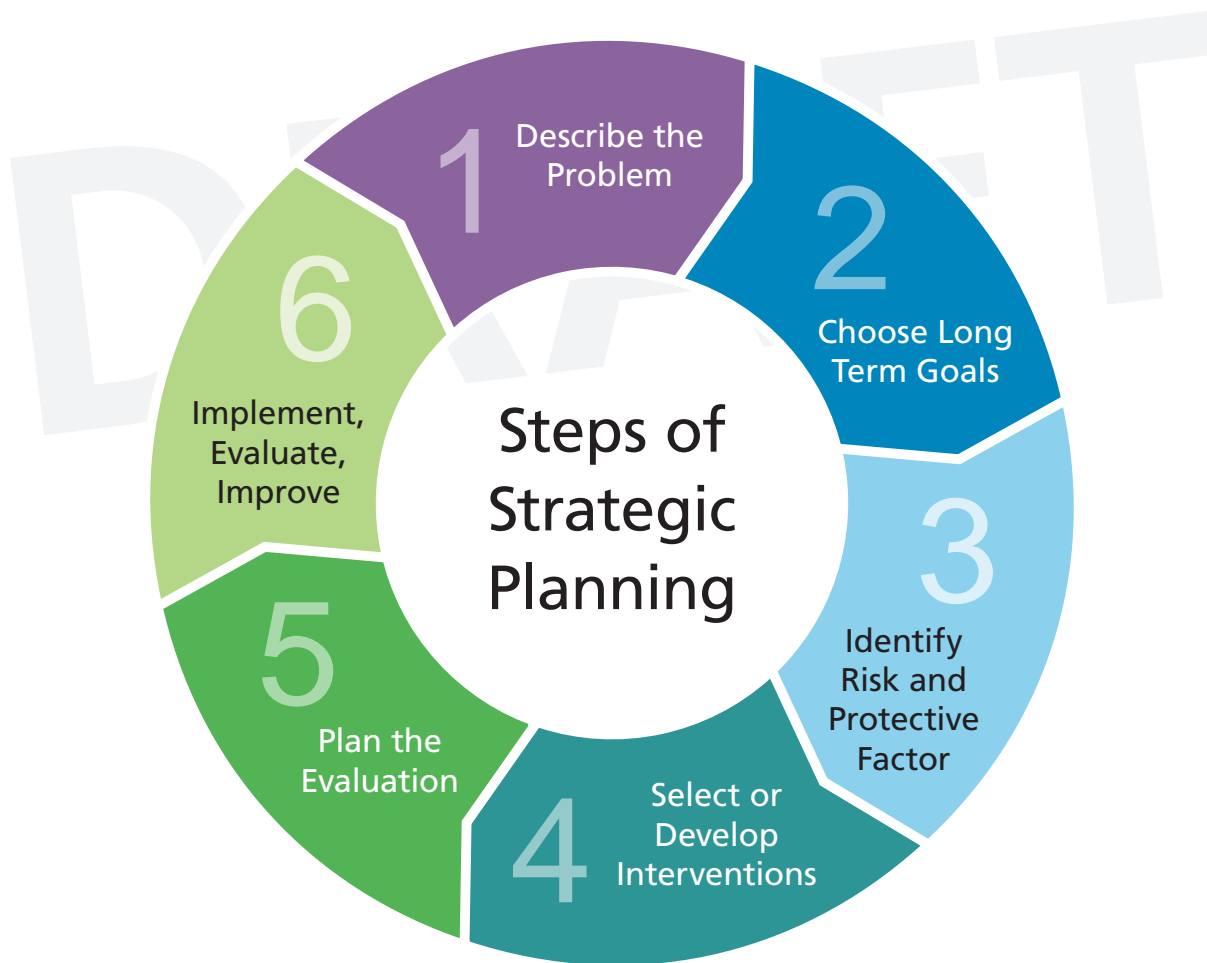 DRAFT
1
Describe the
Problem
2
Choose Long
Term Goals
3
Identify
Risk and
Protective
Factor
4
Select or
Develop
Interventions
5
Plan the
Evaluation
6
Implement,
Evaluate,
Improve
Steps of
Strategic
Planning